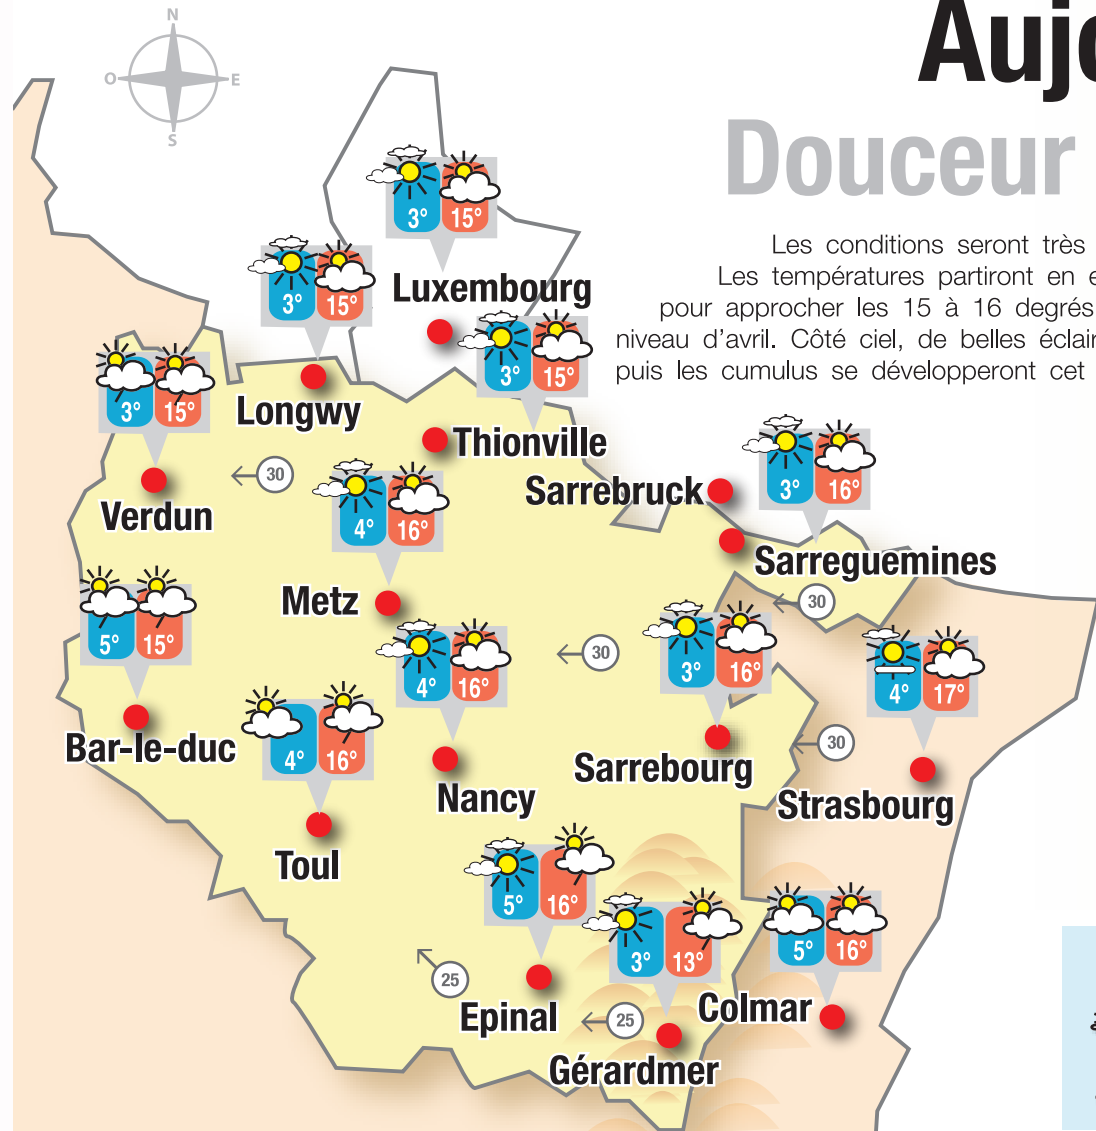 N
O E
S
Aujo
Douceur
Les conditions seront très
Les températures partiront en e
pour approcher les 15 à 16 degrés
niveau d'avril. Côté ciel, de belles éclair
puis les cumulus se développeront cet
3° 15°
Luxembourg
3° 15°
Longwy
3° 15°
Thionville
3° 15°
Verdun
30
3° 16°
Sarrebruck
Sarreguemines
4° 16°
Metz
30
5° 15°
Bar-le-duc
4° 16°
Nancy
30
3° 16°
Sarrebourg
4° 17°
Strasbourg
30
4° 16°
Toul
5° 16°
Epinal
25
3° 13°
Gérardmer
25
5° 16°
Colmar